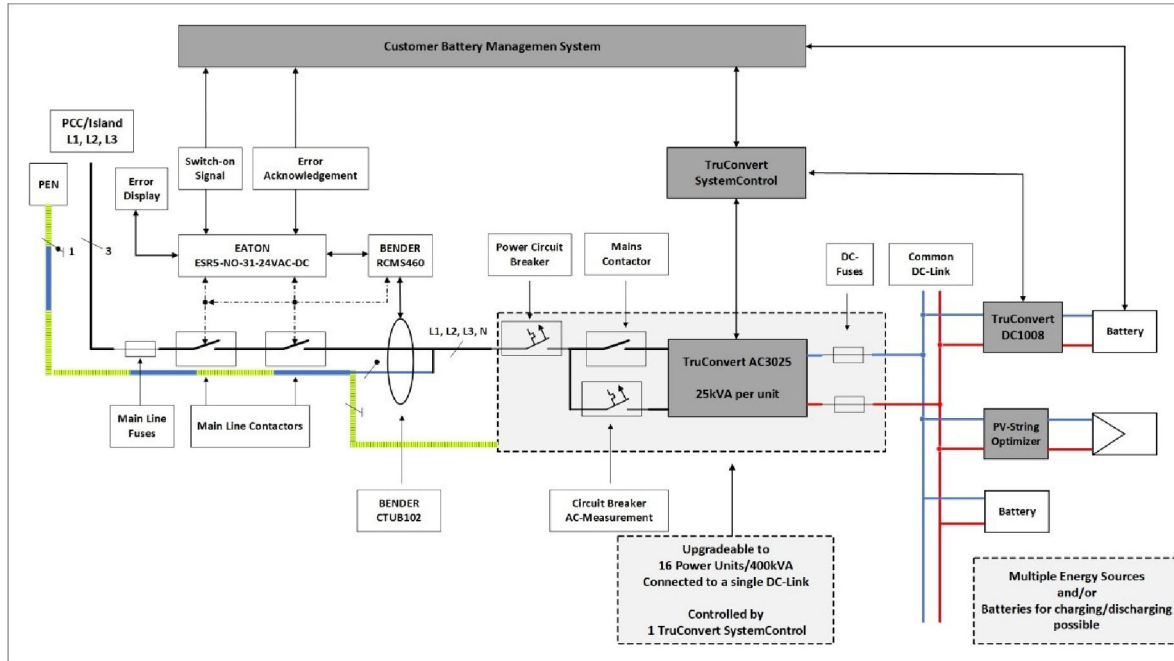 Customer Battery Managemen System
PCC/Island
L1, L2, L3
PEN
Error
Display
Switch-on
Signal
Error
Acknowledgement
TruConvert
SystemControl
1
3
EATON
ESR5-NO-31-24VAC-DC
BENDER
RCMS460
Power Circuit
Breaker
Mains
Contactor
DC-
Fuses
Common
DC-Link
L1, L2, L3, N
TruConvert AC3025
25kVA per unit
TruConvert
DC1008
Battery
Main Line
Fuses
Main Line Contactors
PV-String
Optimizer
BENDER
CTUB102
Circuit Breaker
AC-Measurement
Battery
Upgradeable to
16 Power Units/400kVA
Connected to a single DC-Link
Controlled by
1 TruConvert SystemControl
Multiple Energy Sources
and/or
Batteries for charging/discharging
possible